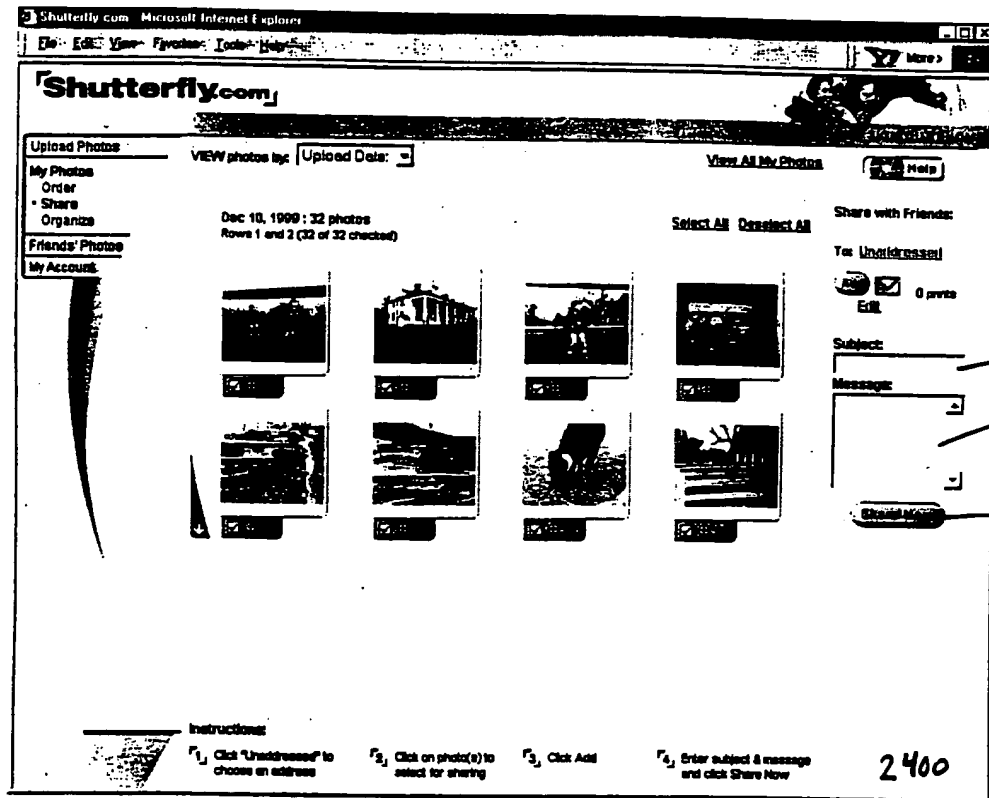 Shutterfly.com Microsoft Internet Explorer
File Edit View Favorites Tools Help
More >
Shutterfly.com
Upload Photos
My Photos
Order
• Share
Organize
Friends' Photos
My Account
VIEW photos by: Upload Date:
View All My Photos
Help
Dec 10, 1999 : 32 photos
Rows 1 and 2 (32 of 32 checked)
Select All Deselect All
Share with Friends:
To: Unaddressed
0 prints
Edit
Subject:
Message:
Share Now
Instructions:
1 Click "Unaddressed" to
choose an address
2 Click on photo(s) to
select for sharing
3 Click Add
4 Enter subject & message
and click Share Now
2400